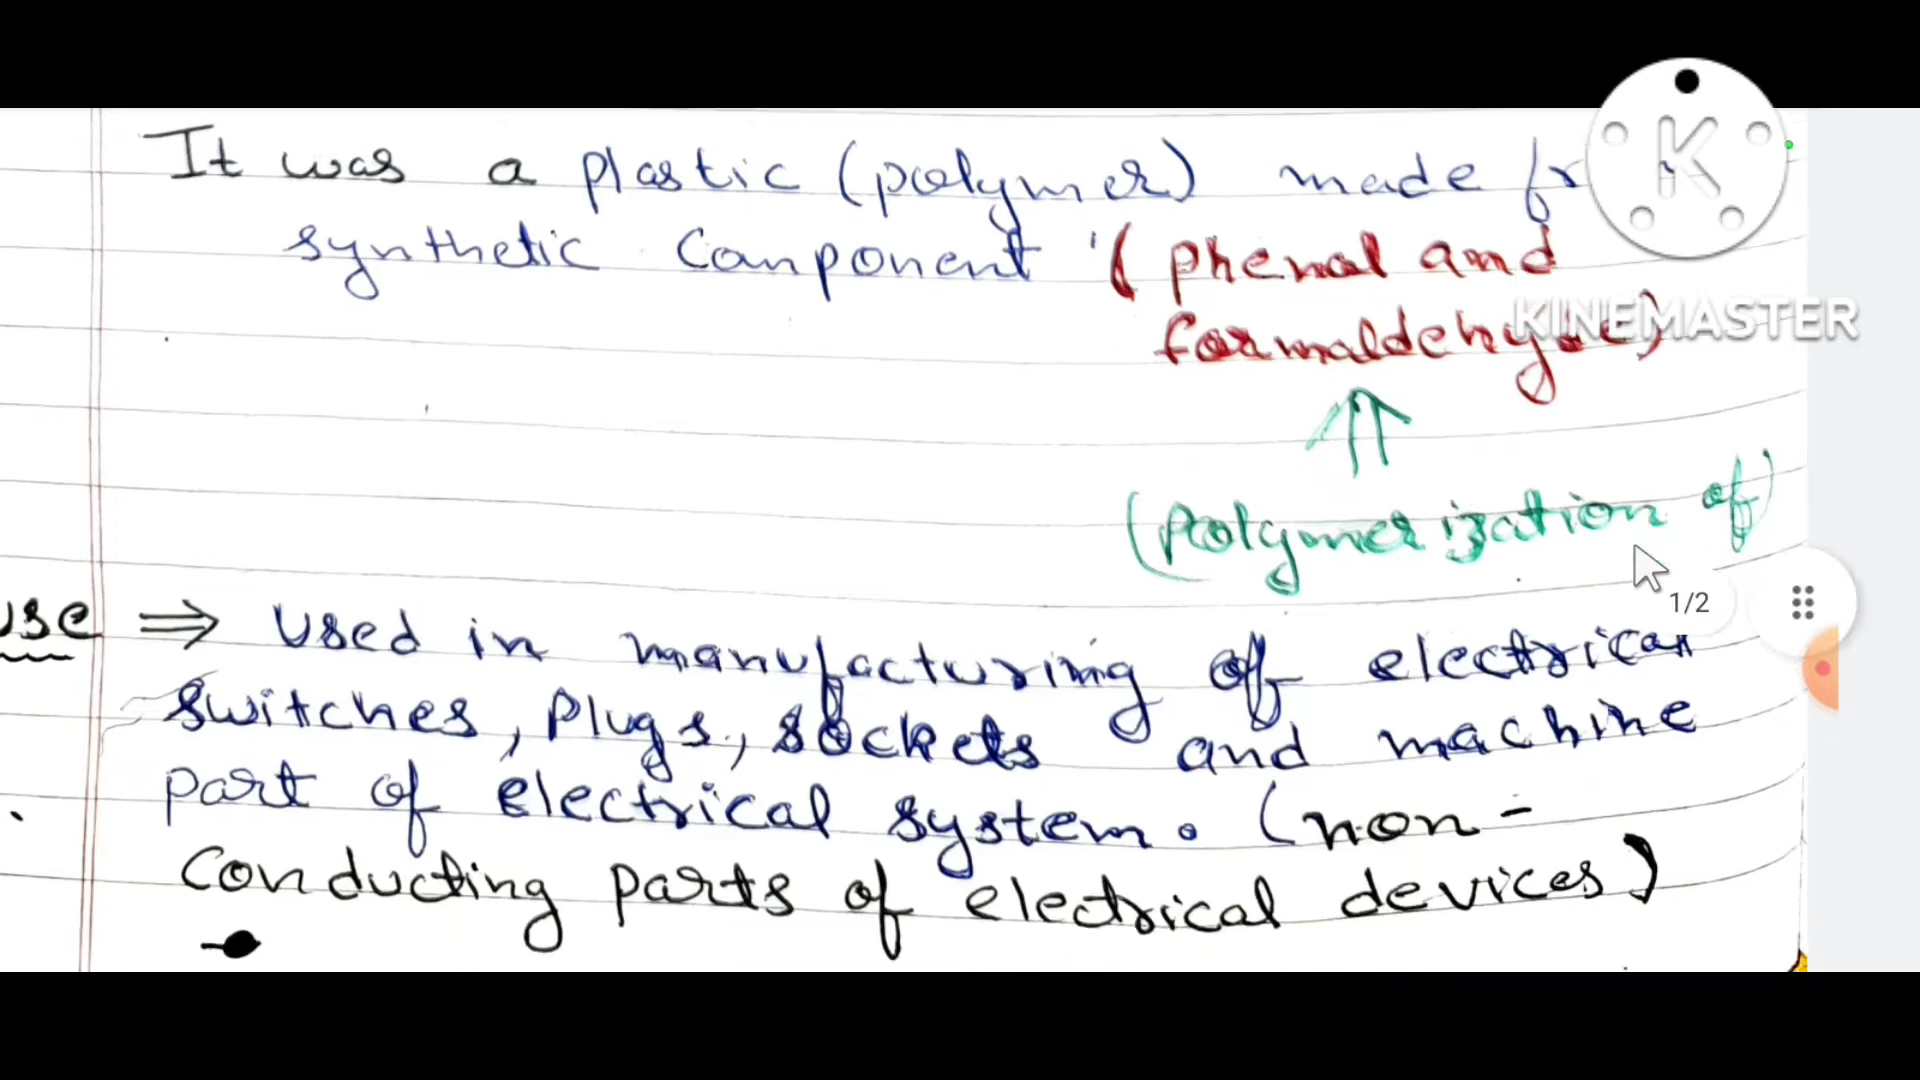 It was a plastic (polymer) made fr
synthetic component (phenol and
formaldehyde)
KINEMASTER
(polymerization of)
1/2
use ⇒ Used in manufacturing of electrical
switches, plugs, sockets and machine
part of electrical system. (non-
conducting parts of electrical devices)